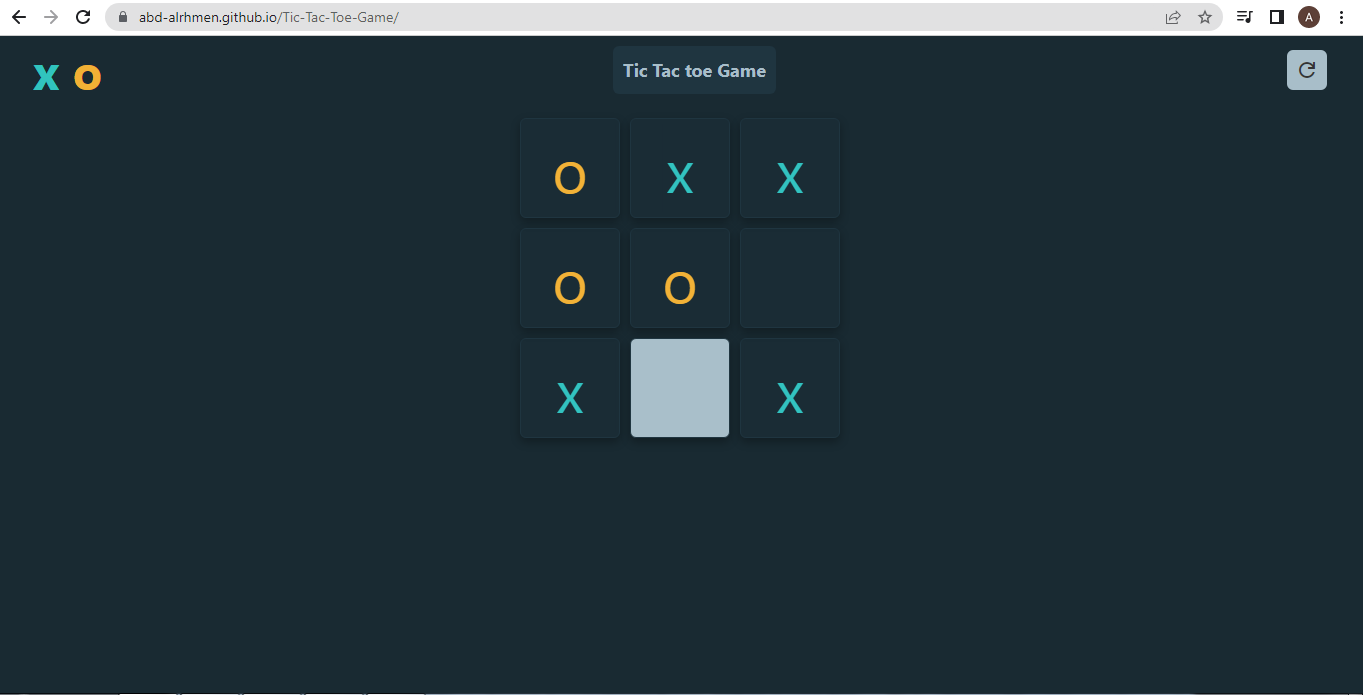 abd-alrhmen.github.io/Tic-Tac-Toe-Game/
A
X O
Tic Tac toe Game
O X X
O O
X X